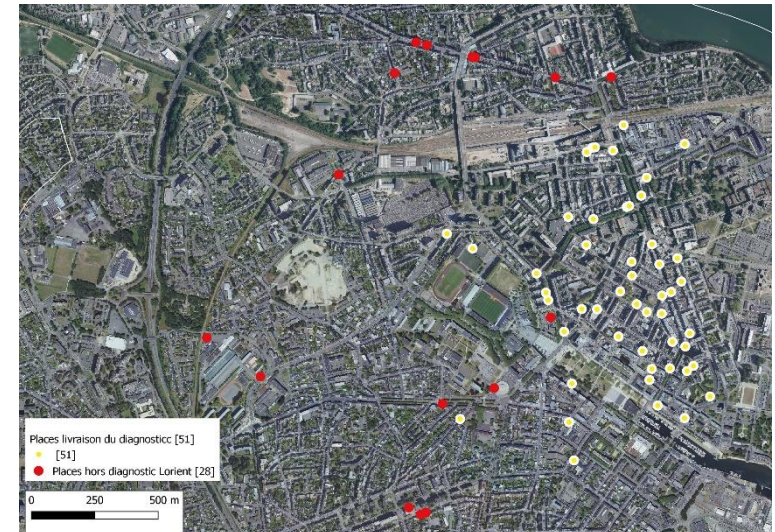 Places livraison du diagnosticc [51]
[51]
Places hors diagnostic Lorient [28]
0 250 500 m